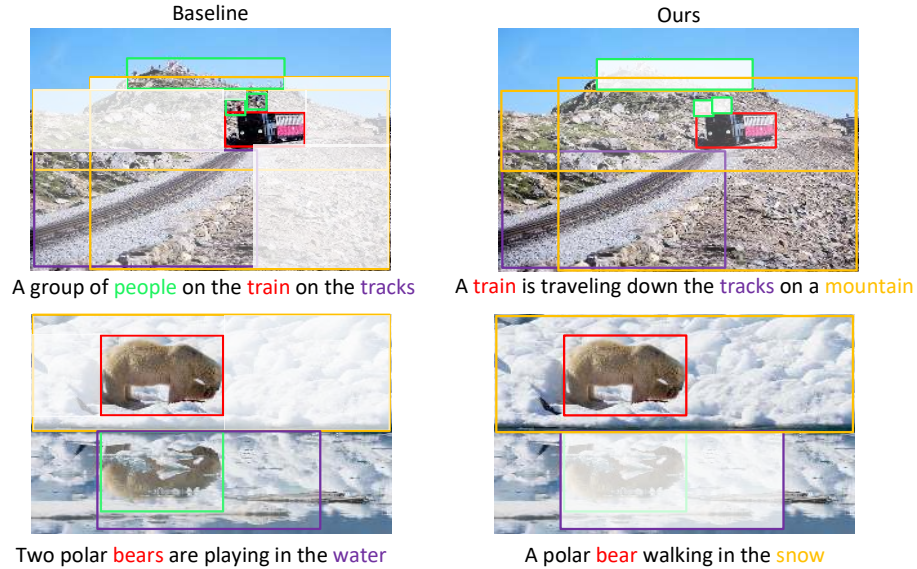 Baseline
Ours
A group of people on the train on the tracks
A train is traveling down the tracks on a mountain
Two polar bears are playing in the water
A polar bear walking in the snow